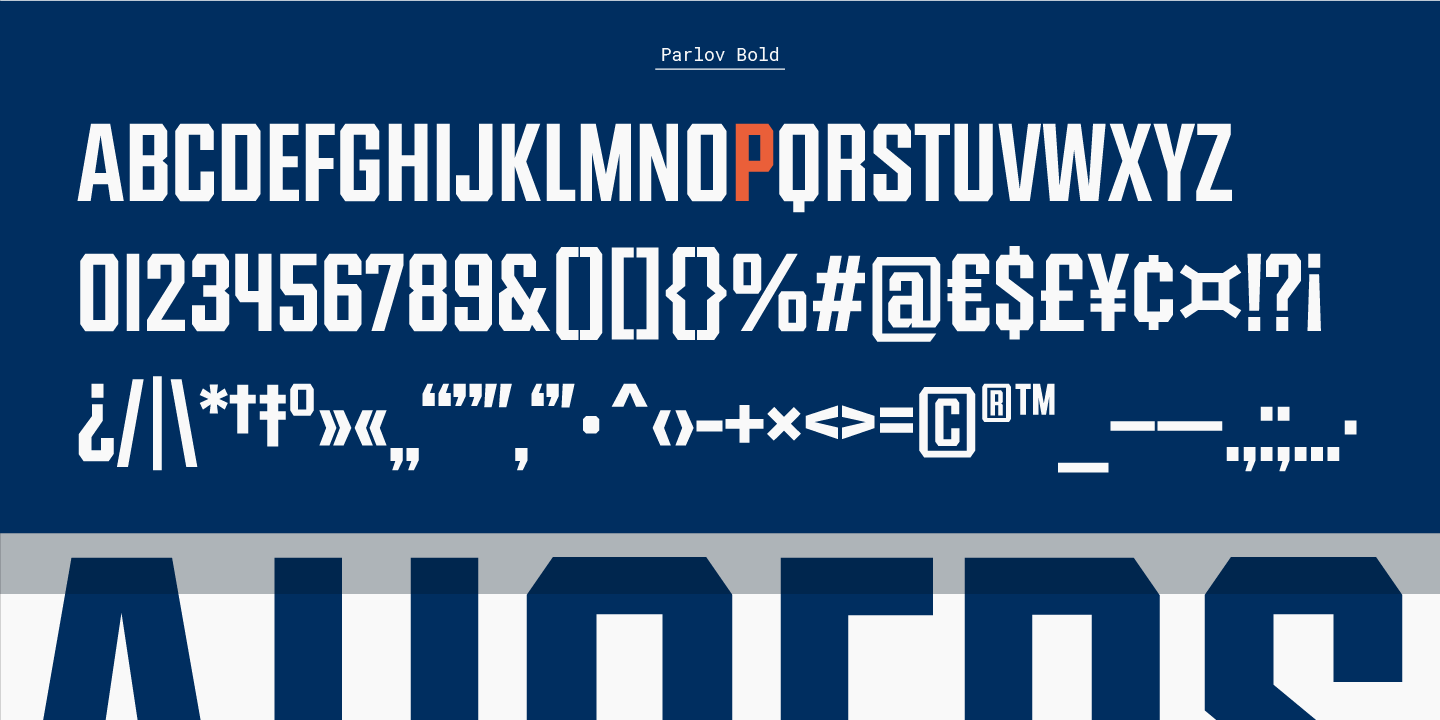 Parlov Bold
ABCDEFGHIJKLMNOPQRSTUVWXYZ
0123456789&()[]{}%#@€$£¥¢¤!?¡
¿/|\*†‡º»«„“”″‚‘”·^‹›-+×<>=©®™_–—.,:;…·